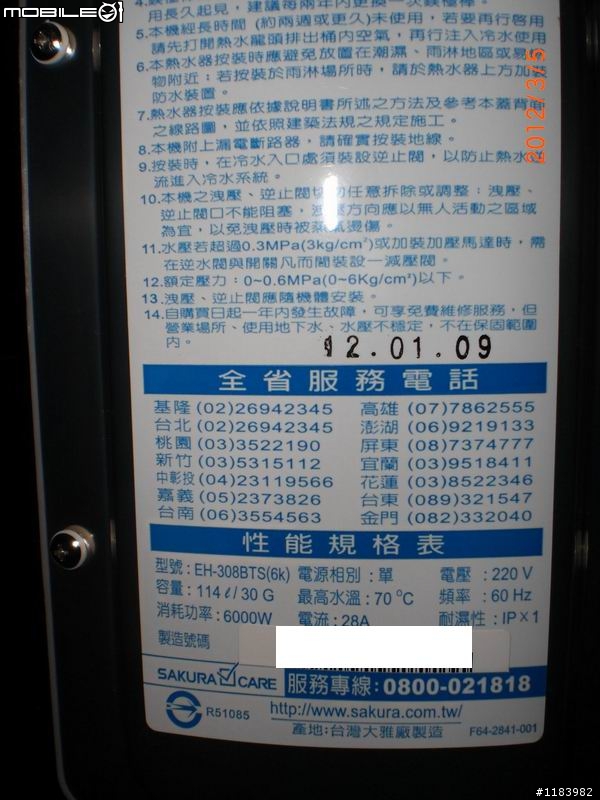 MOBILE01
用長久起見，建議每兩年內更換一次鎂棒。
5.本機經長時間（約兩週或更久）未使用，若要再行啓用
請先打開熱水龍頭排出桶內空氣，再行注入冷水使用
6.本熱水器按裝時應避免放置在潮濕、雨淋地區或易
物附近：若按裝於雨淋場所時，請於熱水器上方加裝
防水裝置。
7.熱水器按裝應依據說明書所述之方法及參考本蓋背面
之線路圖，並依照建築法規之規定施工。
8.本機附上漏電斷路器，請確實按裝地線。
9.按裝時，在冷水入口處須裝設逆止閥，以防止熱水
流進入冷水系統。
10.本機之洩壓、逆止閥切勿任意拆除或調整：洩壓、
逆止閥口不能阻塞，洩壓方向應以無人活動之區域
為宜，以免洩壓時被蒸氣燙傷。
11.水壓若超過0.3MPa(3kg/cm²)或加裝加壓馬達時，需
在逆水閥與開關凡而間裝設一減壓閥。
12.額定壓力：0~0.6MPa(0~6Kg/cm²)以下。
13.洩壓、逆止閥應隨機體安裝。
14.自購買日起一年內發生故障，可享免費維修服務，但
營業場所、使用地下水、水壓不穩定，不在保固範圍
內。
12.01.09
全省服務電話
基隆 (02)26942345 高雄 (07)7862555
台北 (02)26942345 澎湖 (06)9219133
桃園 (03)3522190 屏東 (08)7374777
新竹 (03)5315112 宜蘭 (03)9518411
中彰投 (04)23119566 花蓮 (03)8522346
嘉義 (05)2373826 台東 (089)321547
台南 (06)3554563 金門 (082)332040
性能規格表
型號：EH-308BTS(6k) 電源相別：單 電壓：220 V
容量：114ℓ/30 G 最高水溫：70 ℃ 頻率：60 Hz
消耗功率：6000W 電流：28A 耐濕性：IPX1
製造號碼
SAKURA CARE 服務專線：0800-021818
R51085 http://www.sakura.com.tw/
產地：台灣大雅廠製造 F64-2841-001
2012/3/5
#1183982